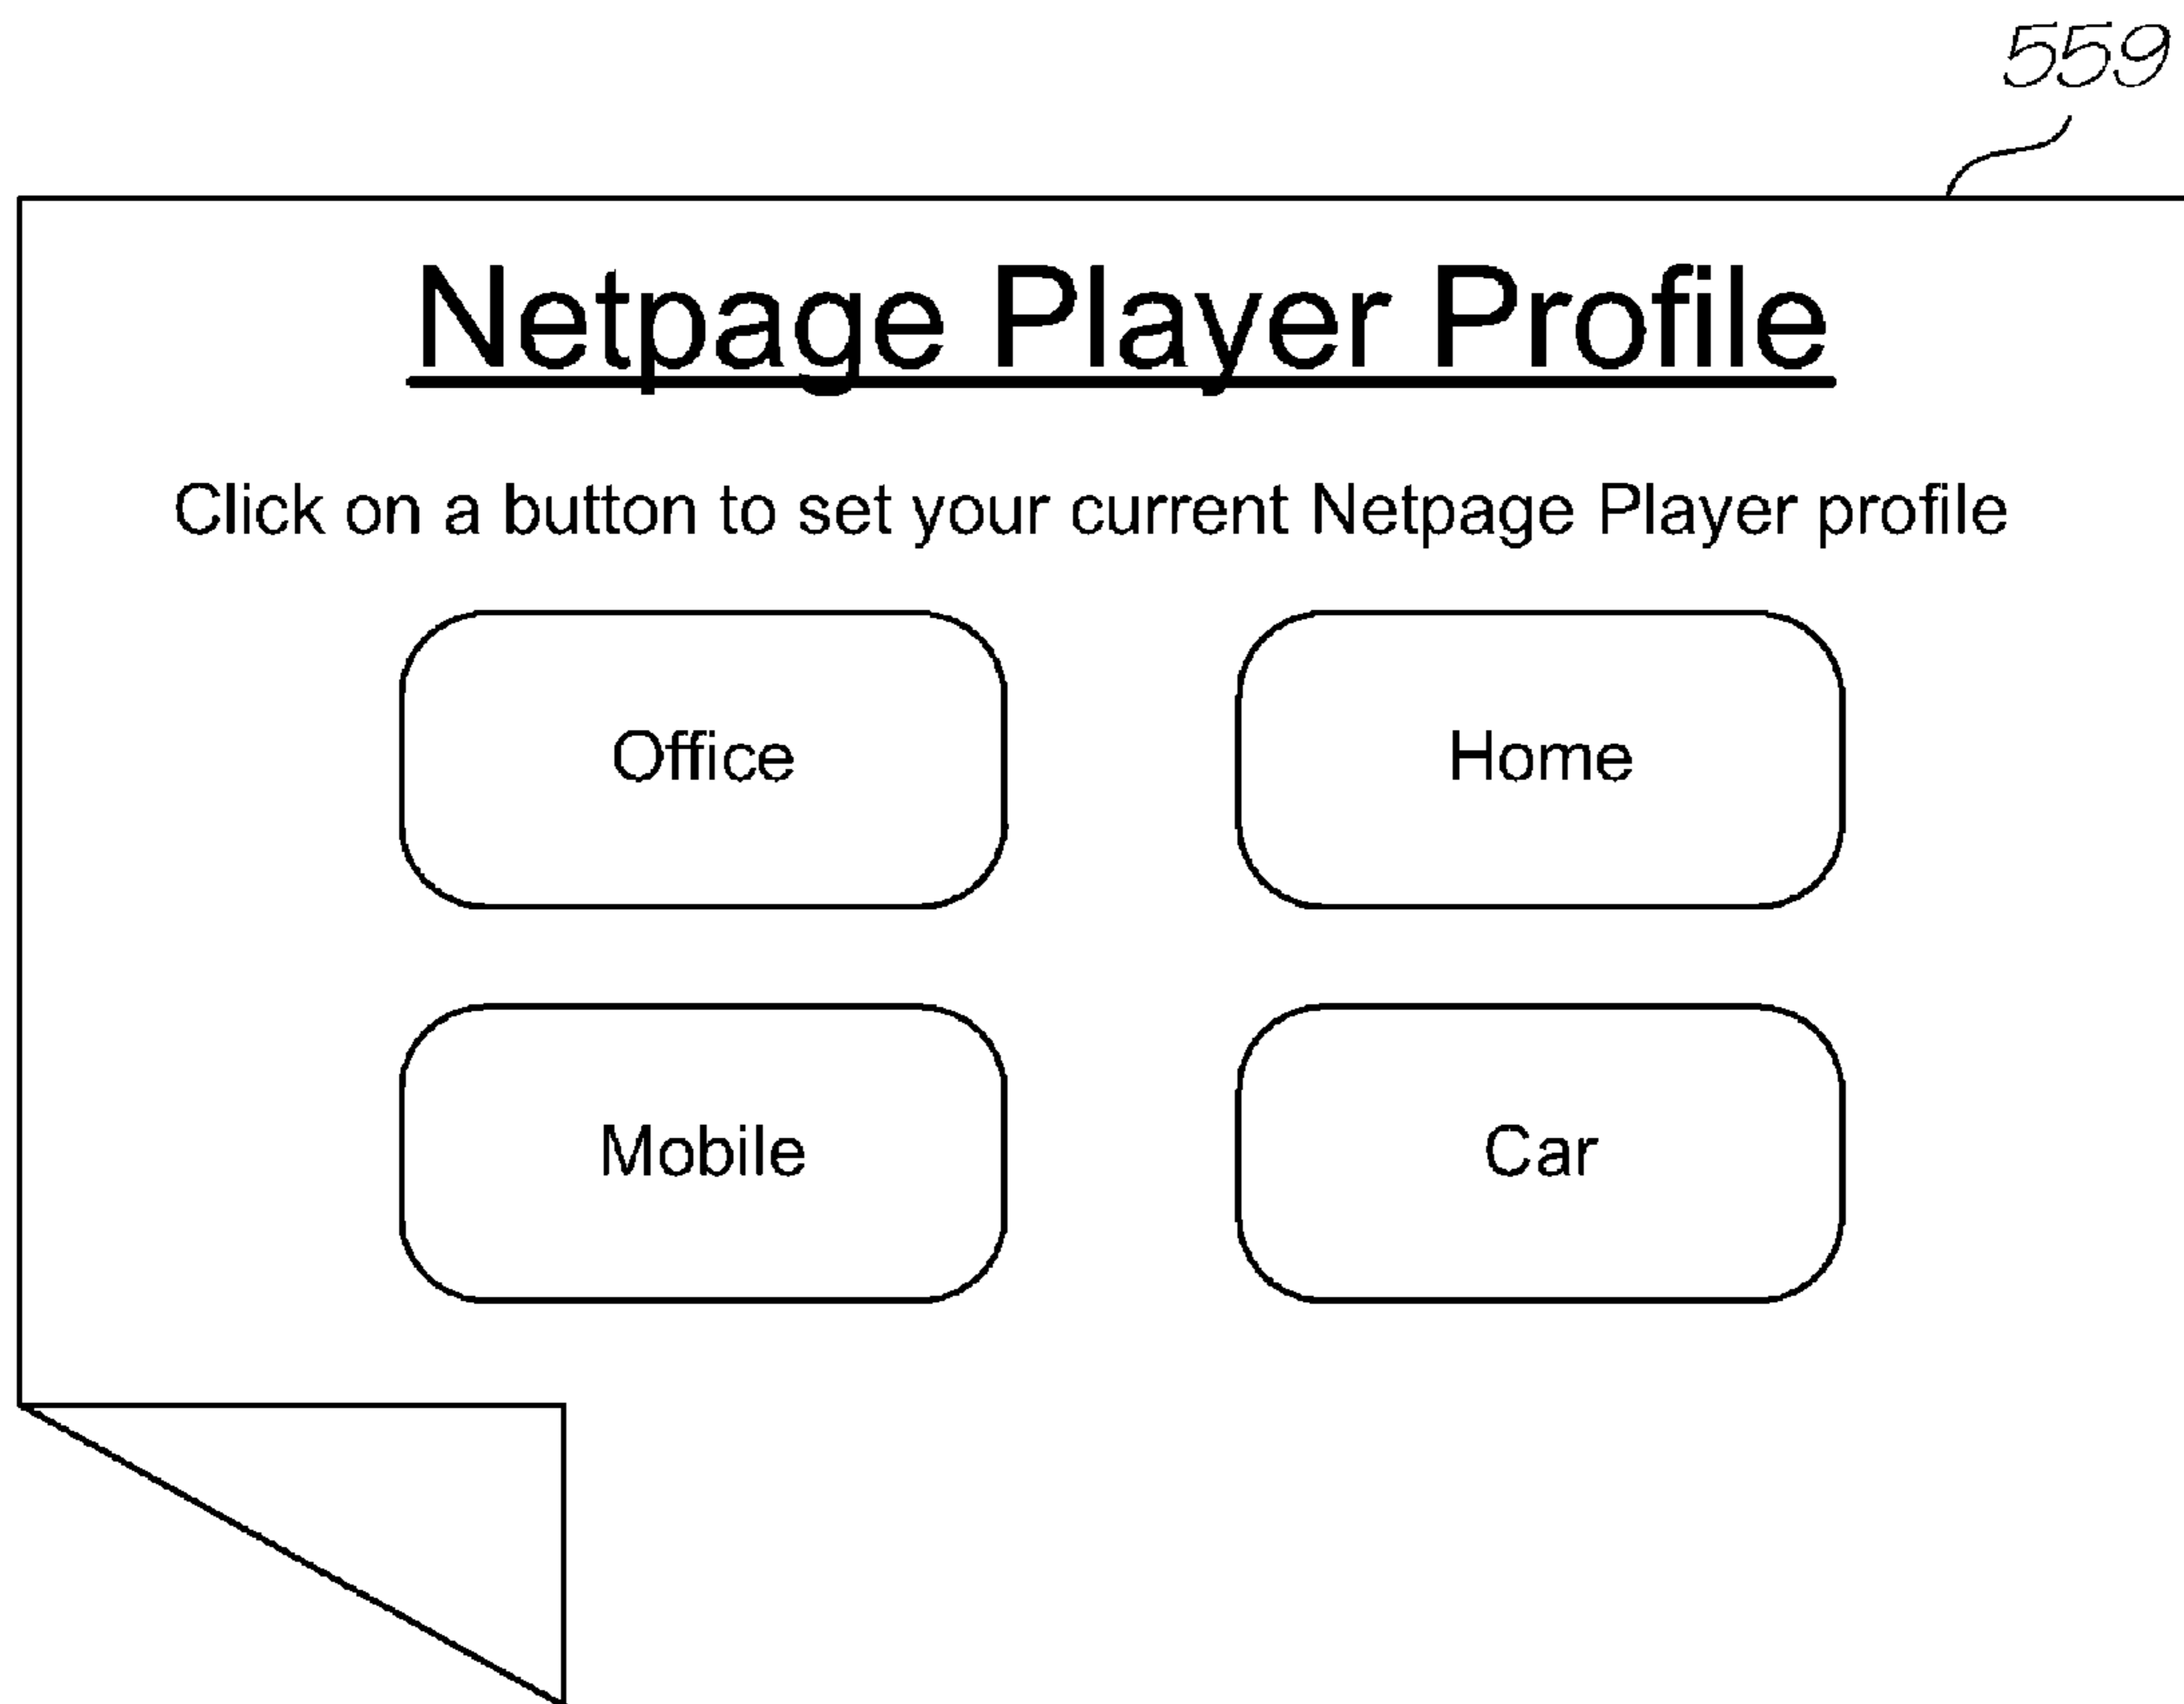 559
Netpage Player Profile
Click on a button to set your current Netpage Player profile
Office Home
Mobile Car